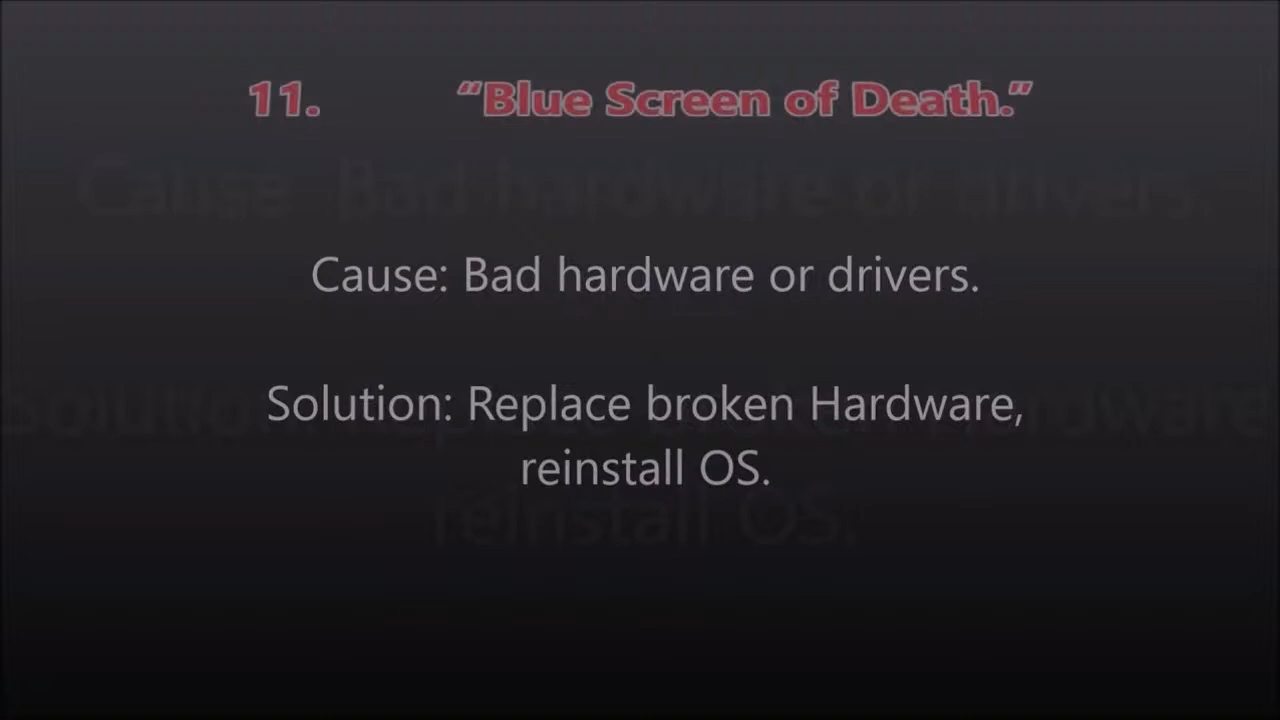 11. “Blue Screen of Death.”
Cause: Bad hardware or drivers.
Solution: Replace broken Hardware,
reinstall OS.